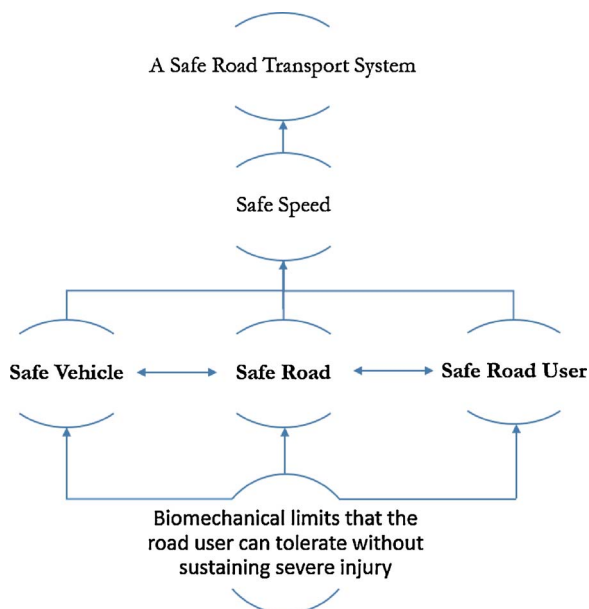 A Safe Road Transport System
Safe Speed
Safe Vehicle
Safe Road
Safe Road User
Biomechanical limits that the
road user can tolerate without
sustaining severe injury